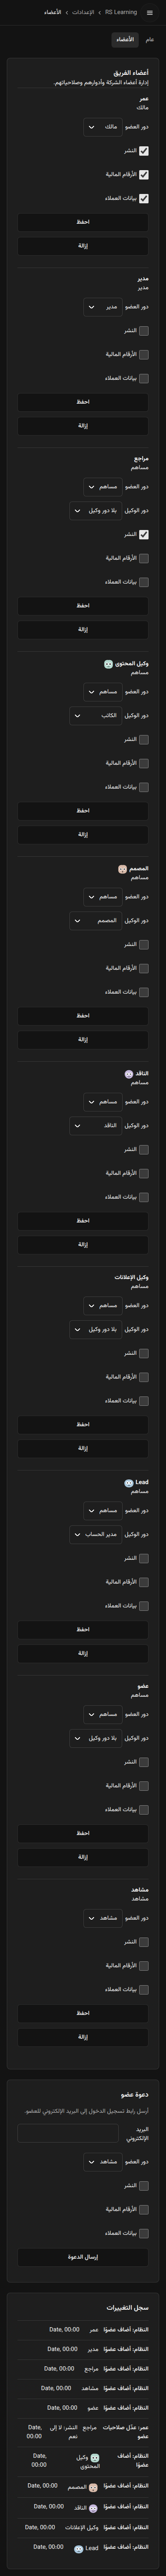 RS Learning > الإعدادات > الأعضاء
عام
الأعضاء
أعضاء الفريق
إدارة أعضاء الشركة وأدوارهم وصلاحياتهم.
عمر
مالك
دور العضو مالك
النشر
الأرقام المالية
بيانات العملاء
احفظ
إزالة
مدير
مدير
دور العضو مدير
النشر
الأرقام المالية
بيانات العملاء
احفظ
إزالة
مراجع
مساهم
دور العضو مساهم
دور الوكيل بلا دور وكيل
النشر
الأرقام المالية
بيانات العملاء
احفظ
إزالة
وكيل المحتوى
مساهم
دور العضو مساهم
دور الوكيل الكاتب
النشر
الأرقام المالية
بيانات العملاء
احفظ
إزالة
المصمم
مساهم
دور العضو مساهم
دور الوكيل المصمم
النشر
الأرقام المالية
بيانات العملاء
احفظ
إزالة
الناقد
مساهم
دور العضو مساهم
دور الوكيل الناقد
النشر
الأرقام المالية
بيانات العملاء
احفظ
إزالة
وكيل الإعلانات
مساهم
دور العضو مساهم
دور الوكيل بلا دور وكيل
النشر
الأرقام المالية
بيانات العملاء
احفظ
إزالة
Lead
مساهم
دور العضو مساهم
دور الوكيل مدير الحساب
النشر
الأرقام المالية
بيانات العملاء
احفظ
إزالة
عضو
مساهم
دور العضو مساهم
دور الوكيل بلا دور وكيل
النشر
الأرقام المالية
بيانات العملاء
احفظ
إزالة
مشاهد
مشاهد
دور العضو مشاهد
النشر
الأرقام المالية
بيانات العملاء
احفظ
إزالة
دعوة عضو
أرسل رابط تسجيل الدخول إلى البريد الإلكتروني للعضو.
البريد
الإلكتروني
دور العضو مشاهد
النشر
الأرقام المالية
بيانات العملاء
إرسال الدعوة
سجل التغييرات
النظام: أضاف عضوًا عمر Date, 00:00
النظام: أضاف عضوًا مدير Date, 00:00
النظام: أضاف عضوًا مراجع Date, 00:00
النظام: أضاف عضوًا مشاهد Date, 00:00
النظام: أضاف عضوًا عضو Date, 00:00
عمر: عدّل صلاحيات عضو مراجع النشر: لا إلى نعم Date, 00:00
النظام: أضاف عضوًا وكيل المحتوى Date, 00:00
النظام: أضاف عضوًا المصمم Date, 00:00
النظام: أضاف عضوًا الناقد Date, 00:00
النظام: أضاف عضوًا وكيل الإعلانات Date, 00:00
النظام: أضاف عضوًا Lead Date, 00:00